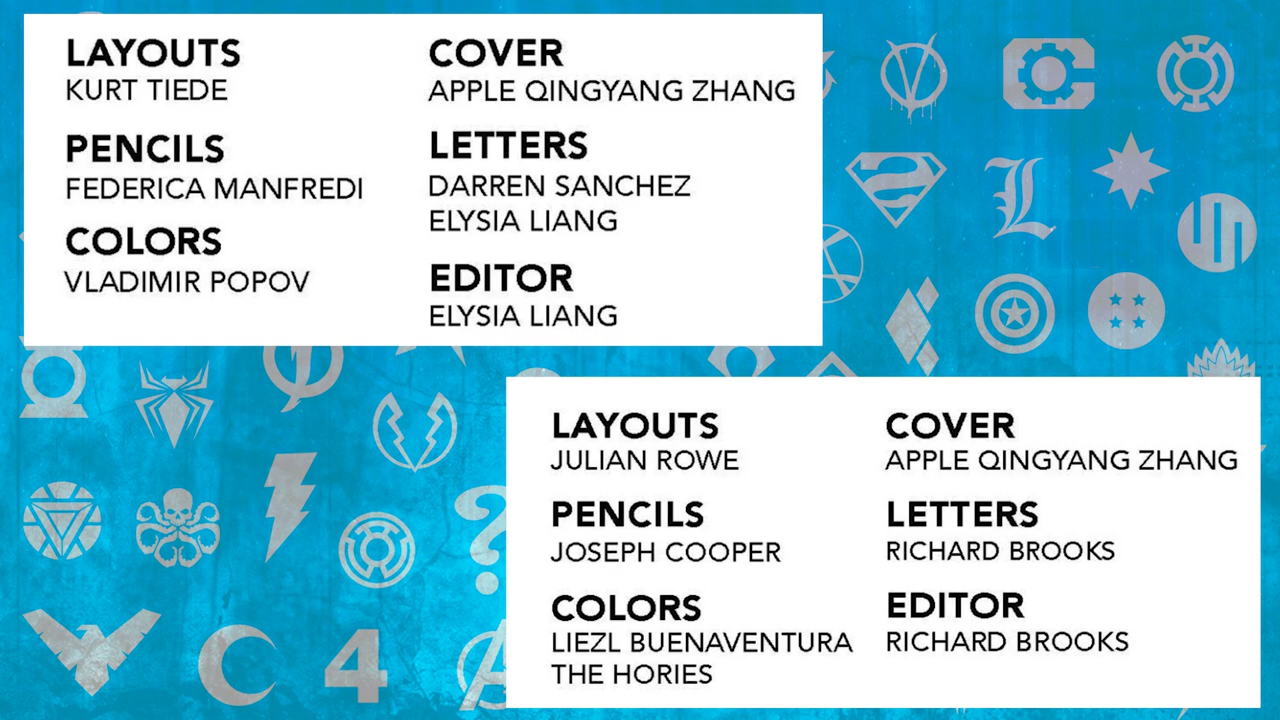 LAYOUTS
KURT TIEDE
PENCILS
FEDERICA MANFREDI
COLORS
VLADIMIR POPOV
COVER
APPLE QINGYANG ZHANG
LETTERS
DARREN SANCHEZ
ELYSIA LIANG
EDITOR
ELYSIA LIANG
LAYOUTS
JULIAN ROWE
PENCILS
JOSEPH COOPER
COLORS
LIEZL BUENAVENTURA
THE HORIES
COVER
APPLE QINGYANG ZHANG
LETTERS
RICHARD BROOKS
EDITOR
RICHARD BROOKS
V
C
S
L
?
4
A